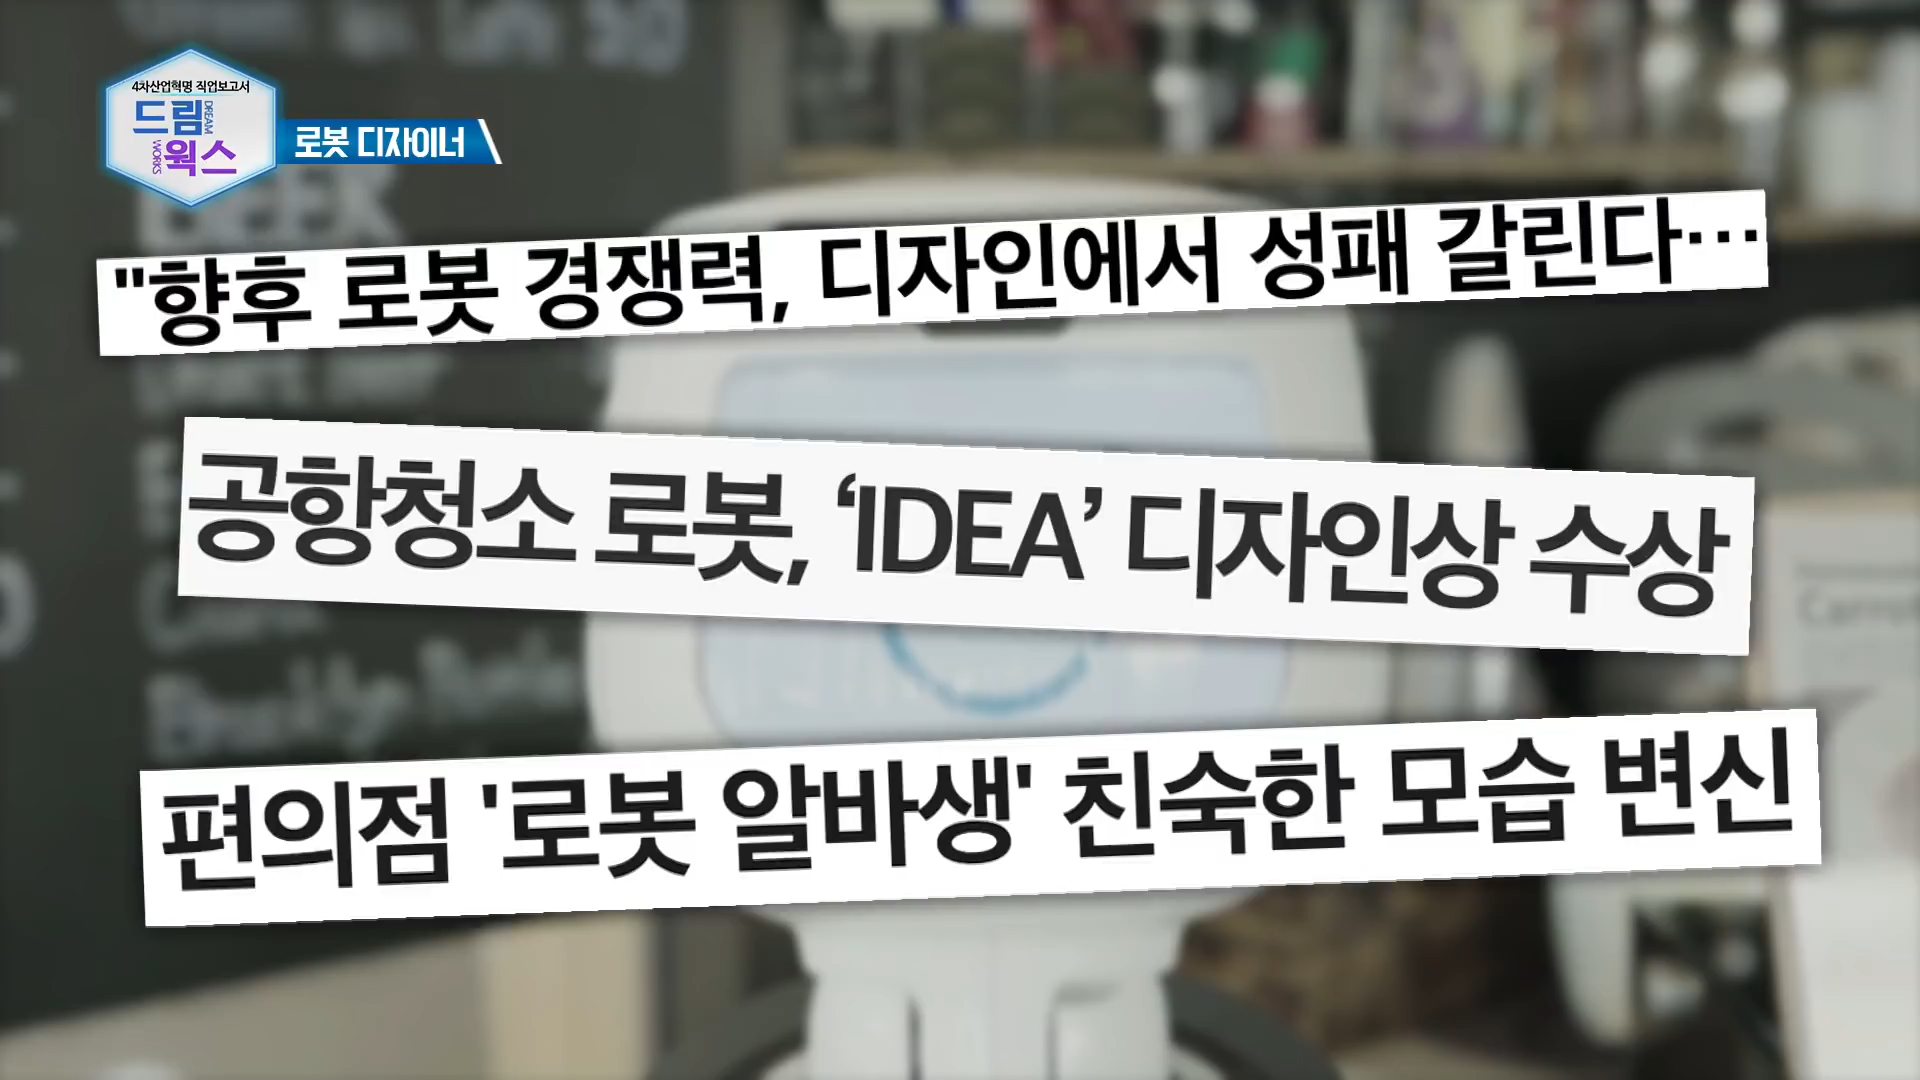 4차산업혁명 직업보고서
드림
DREAM
WORKS
웍스
로봇 디자이너
"향후 로봇 경쟁력, 디자인에서 성패 갈린다…
공항청소 로봇, ‘IDEA’ 디자인상 수상
편의점 '로봇 알바생' 친숙한 모습 변신